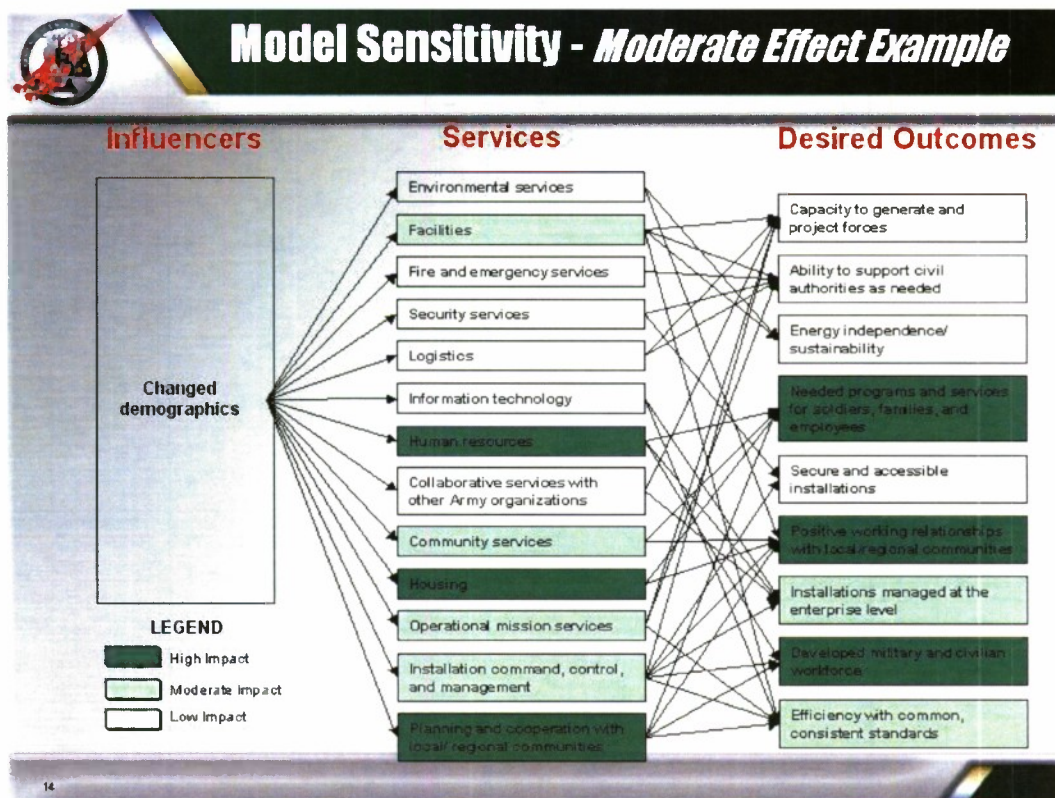 Model Sensitivity - Moderate Effect Example
Influencers
Services
Desired Outcomes
Changed
demographics
LEGEND
High Impact
Moderate Impact
Low Impact
Environmental services
Facilities
Fire and emergency services
Security services
Logistics
Information technology
Human resources
Collaborative services with
other Army organizations
Community services
Housing
Operational mission services
Installation command, control,
and management
Planning and cooperation with
local/ regional communities
Capacity to generate and
project forces
Ability to support civil
authorities as needed
Energy independence/
sustainability
Needed programs and services
for soldiers, families, and
employees
Secure and accessible
installations
Positive working relationships
with local/regional communities
Installations managed at the
enterprise level
Developed military and civilian
workforce
Efficiency with common,
consistent standards
14